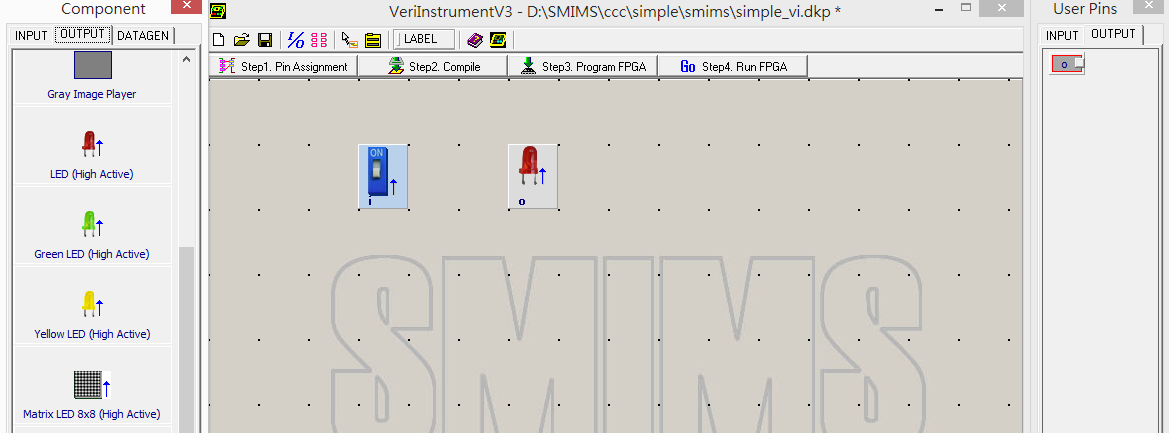 Component
INPUT OUTPUT DATAGEN
Gray Image Player
LED (High Active)
Green LED (High Active)
Yellow LED (High Active)
Matrix LED 8x8 (High Active)
VeriInstrumentV3 - D:\SMIMS\ccc\simple\smims\simple_vi.dkp *
I/O LABEL
Step1. Pin Assignment Step2. Compile Step3. Program FPGA Go Step4. Run FPGA
ON
i o
SMIMS
User Pins
INPUT OUTPUT
o